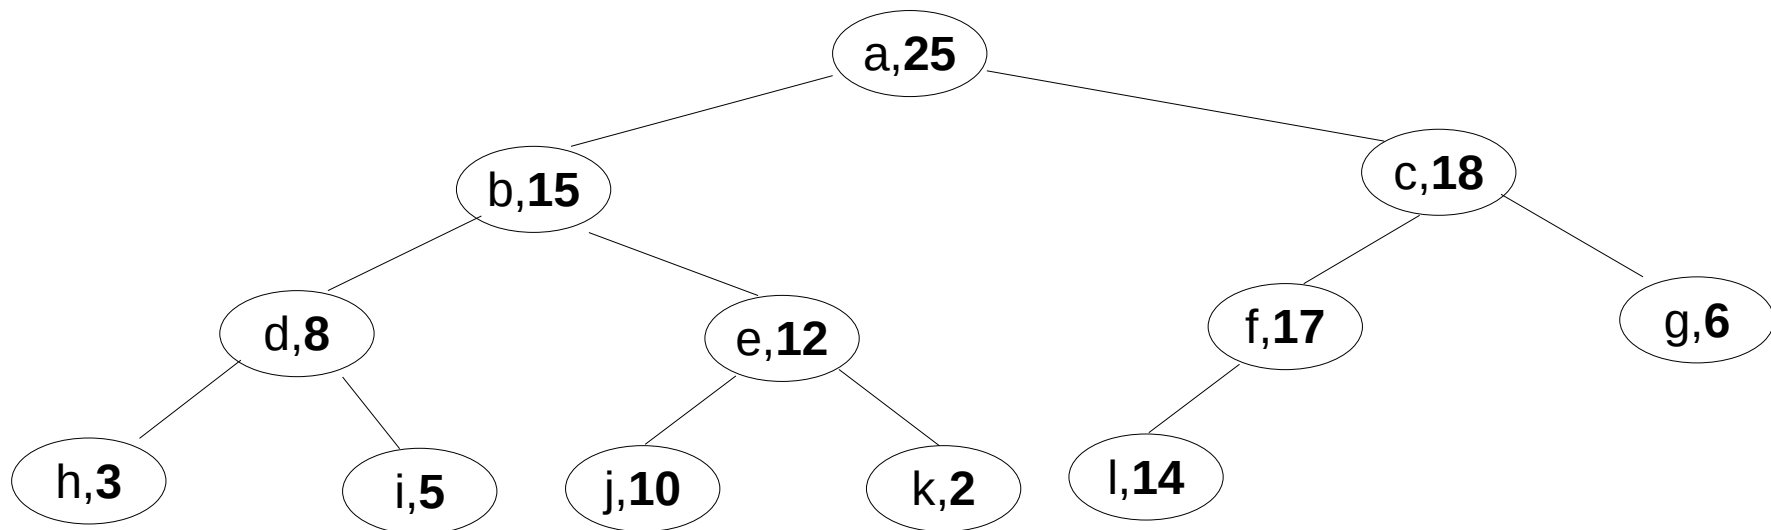 a,25
b,15
c,18
d,8
e,12
f,17
g,6
h,3
i,5
j,10
k,2
l,14